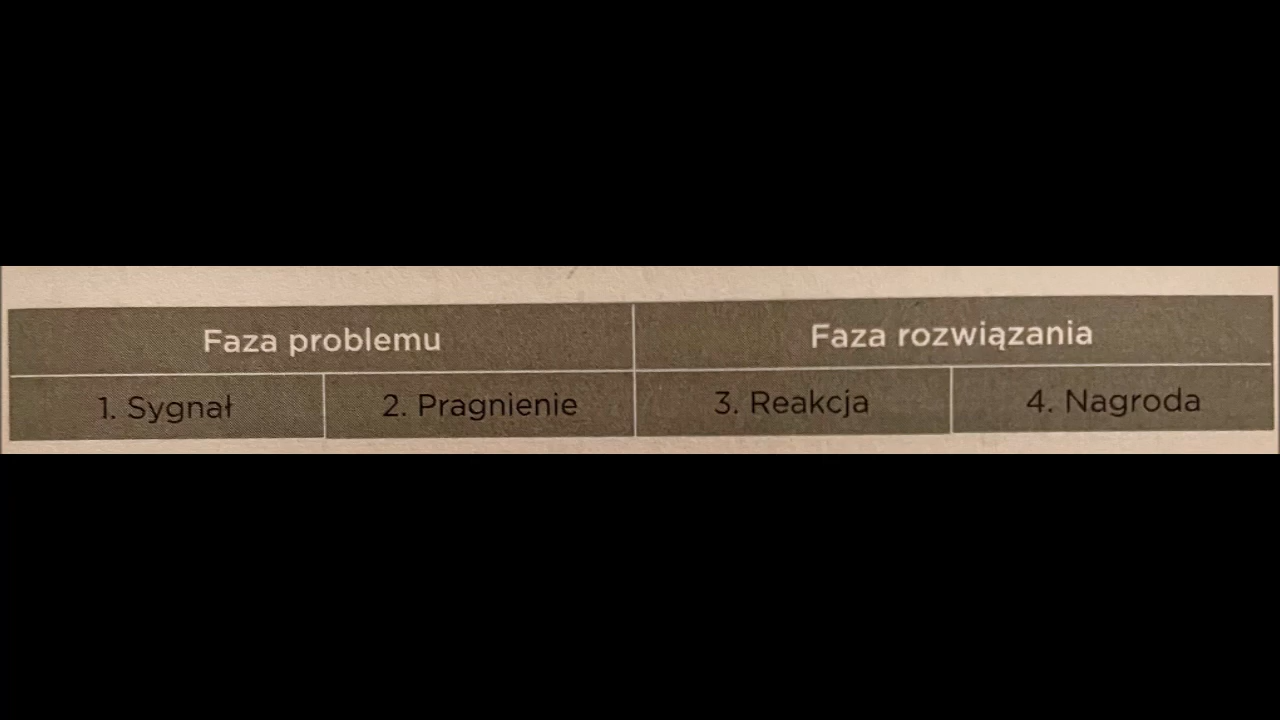 Faza problemu Faza rozwiązania
1. Sygnał 2. Pragnienie 3. Reakcja 4. Nagroda